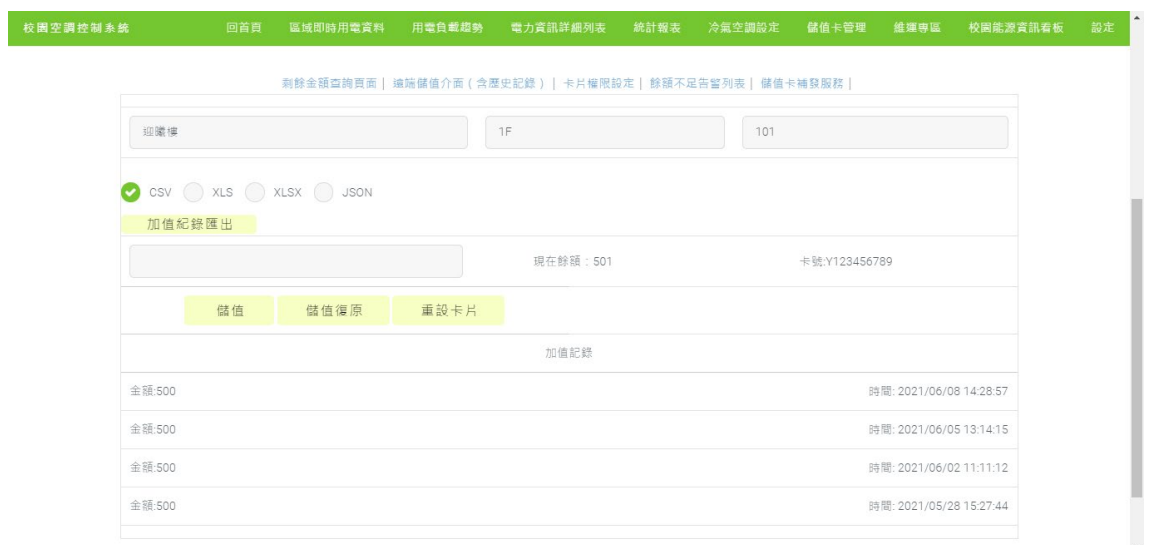 校園空調控制系統 回首頁 區域即時用電資料 用電負載趨勢 電力資訊詳細列表 統計報表 冷氣空調設定 儲值卡管理 維運專區 校園能源資訊看板 設定
剩餘金額查詢頁面 | 遠端儲值介面 ( 含歷史記錄 ) | 卡片權限設定 | 餘額不足告警列表 | 儲值卡補發服務 |
迎曦樓 1F 101
CSV XLS XLSX JSON
加值紀錄匯出
現在餘額 : 501 卡號:Y123456789
儲值 儲值復原 重設卡片
加值記錄
金額:500 時間: 2021/06/08 14:28:57
金額:500 時間: 2021/06/05 13:14:15
金額:500 時間: 2021/06/02 11:11:12
金額:500 時間: 2021/05/28 15:27:44